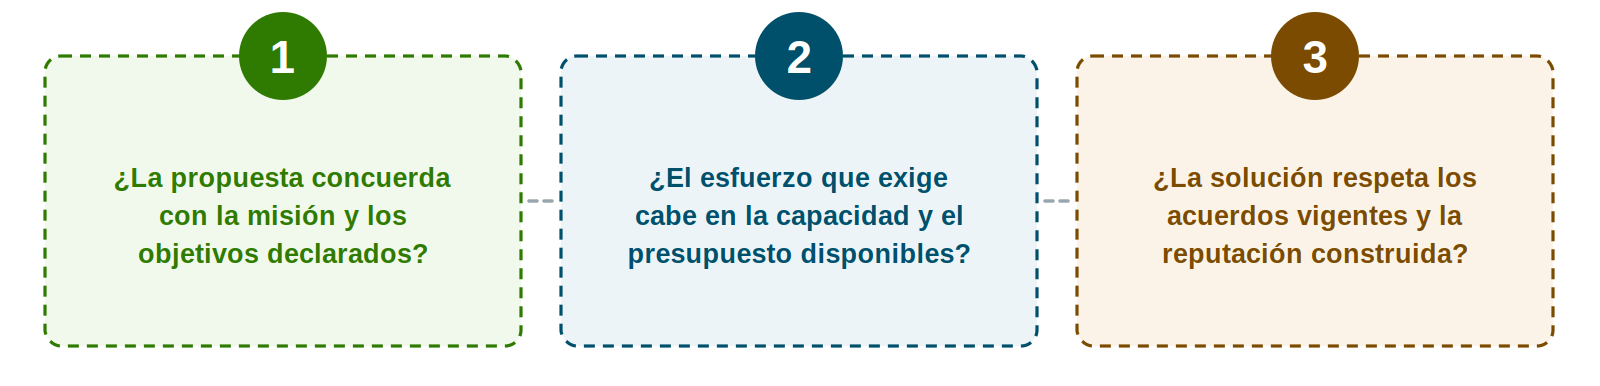 1
¿La propuesta concuerda
con la misión y los
objetivos declarados?
2
¿El esfuerzo que exige
cabe en la capacidad y el
presupuesto disponibles?
3
¿La solución respeta los
acuerdos vigentes y la
reputación construida?